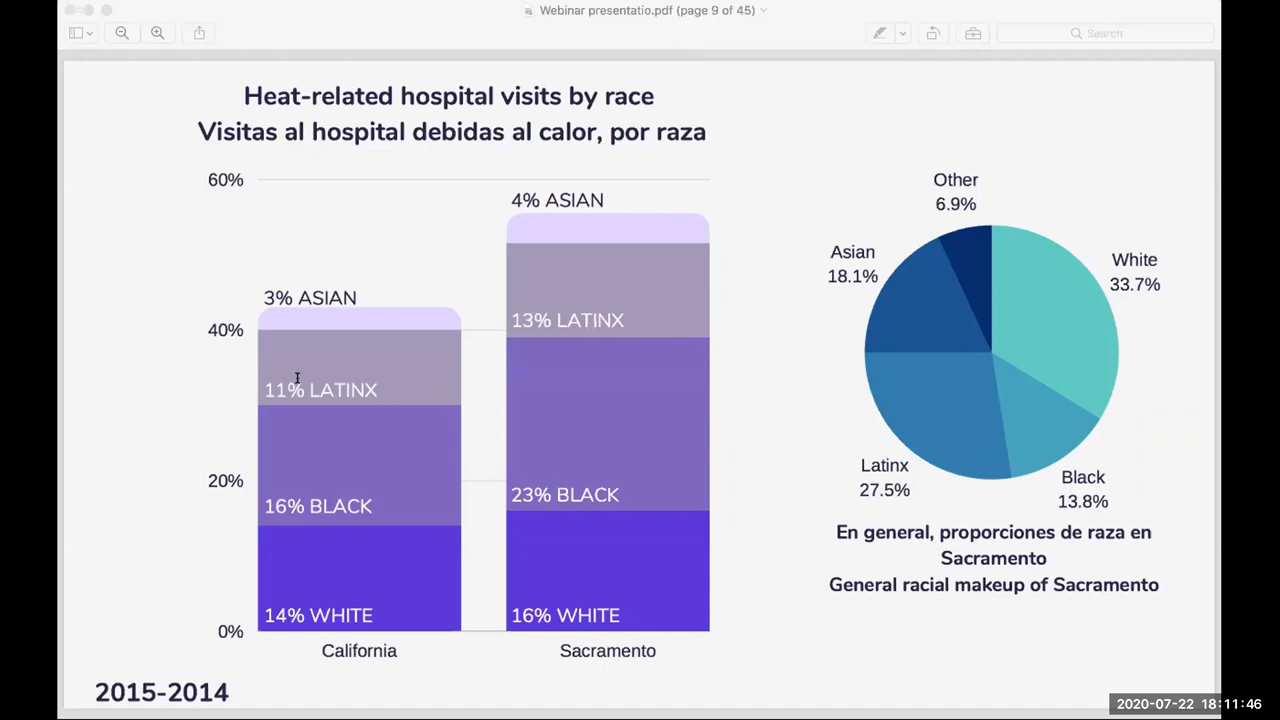 Webinar presentatio.pdf (page 9 of 45)
Search
Heat-related hospital visits by race
Visitas al hospital debidas al calor, por raza
60%
40%
20%
0%
3% ASIAN
11% LATINX
16% BLACK
14% WHITE
California
4% ASIAN
13% LATINX
23% BLACK
16% WHITE
Sacramento
2015-2014
Other
6.9%
Asian
18.1%
White
33.7%
Latinx
27.5%
Black
13.8%
En general, proporciones de raza en
Sacramento
General racial makeup of Sacramento
2020-07-22 18:11:46